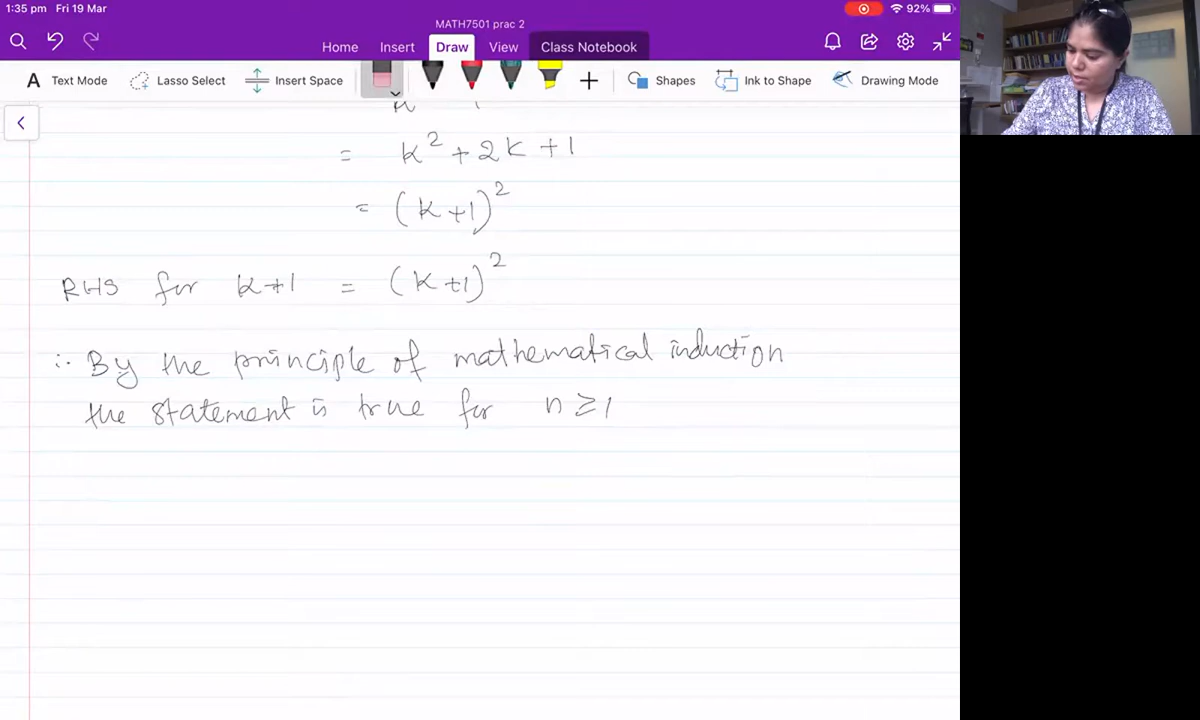 1:35 pm Fri 19 Mar
92%
MATH7501 prac 2
Home Insert Draw View Class Notebook
A Text Mode Lasso Select Insert Space Shapes Ink to Shape Drawing Mode
= k² + 2k + 1
= (k+1)²
RHS for k+1 = (k+1)²
∴ By the principle of mathematical induction
the statement is true for n ≥ 1